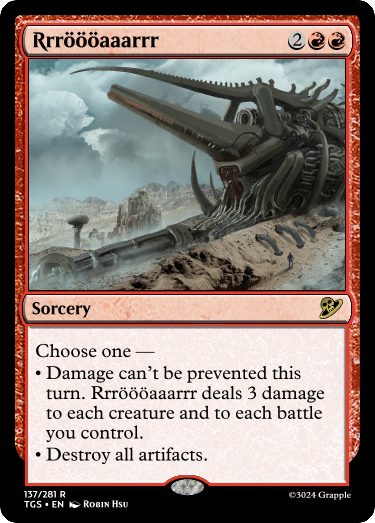 Rrröööaaarrr 2
Sorcery
Choose one —
• Damage can't be prevented this
turn. Rrröööaaarrr deals 3 damage
to each creature and to each battle
you control.
• Destroy all artifacts.
137/281 R
TGS • EN Robin Hsu
©3024 Grapple